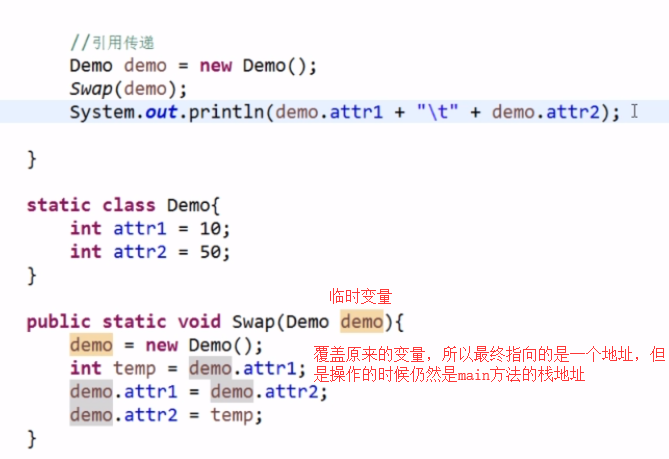 //引用传递
Demo demo = new Demo();
Swap(demo);
System.out.println(demo.attr1 + "\t" + demo.attr2);
}
static class Demo{
int attr1 = 10;
int attr2 = 50;
}
临时变量
public static void Swap(Demo demo){
demo = new Demo();
覆盖原来的变量，所以最终指向的是一个地址，但
int temp = demo.attr1;
是操作的时候仍然是main方法的栈地址
demo.attr1 = demo.attr2;
demo.attr2 = temp;
}